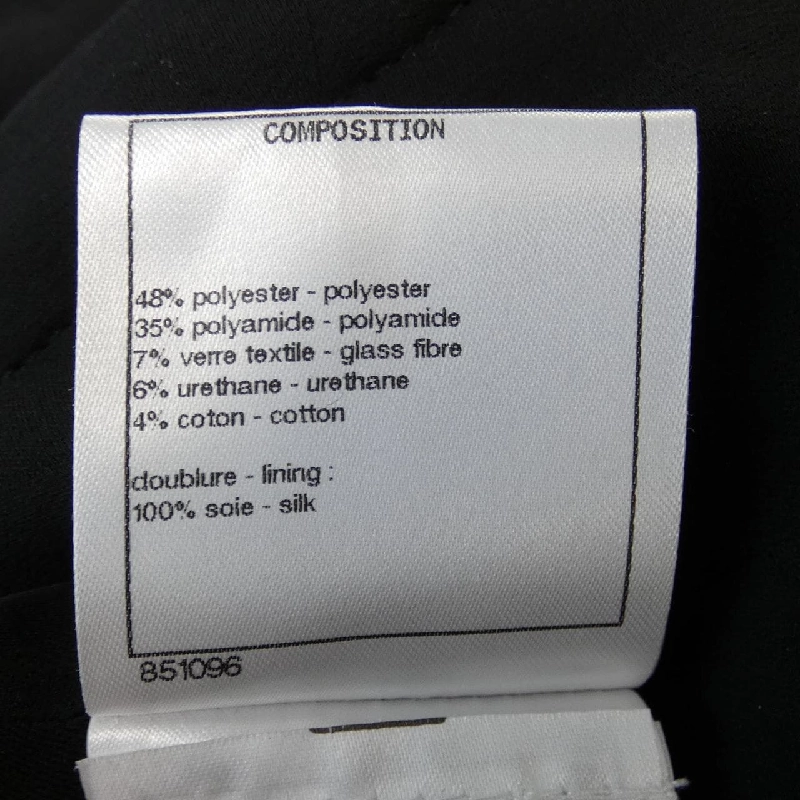 COMPOSITION
48% polyester - polyester
35% polyamide - polyamide
7% verre textile - glass fibre
6% urethane - urethane
4% coton - cotton
doublure - lining :
100% soie - silk
851096